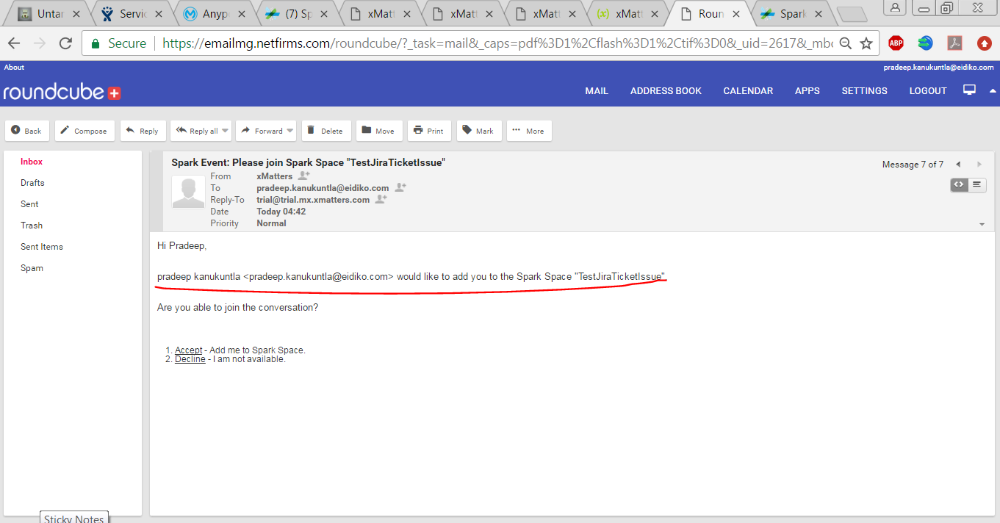 Untar
Servic
Anyp
(7) Sp
xMatt
xMatt
xMatt
(x) xMatt
Roun
Spark
Secure
https://emailmg.netfirms.com/roundcube/?_task=mail&_caps=pdf%3D1%2Cflash%3D1%2Ctif%3D0&_uid=2617&_mbo
ABP
About
pradeep.kanukuntla@eidiko.com
roundcube
MAIL
ADDRESS BOOK
CALENDAR
APPS
SETTINGS
LOGOUT
Back
Compose
Reply
Reply all
Forward
Delete
Move
Print
Mark
More
Inbox
Drafts
Sent
Trash
Sent Items
Spam
Spark Event: Please join Spark Space "TestJiraTicketIssue"
Message 7 of 7
From xMatters
To pradeep.kanukuntla@eidiko.com
Reply-To trial@trial.mx.xmatters.com
Date Today 04:42
Priority Normal
Hi Pradeep,
pradeep kanukuntla <pradeep.kanukuntla@eidiko.com> would like to add you to the Spark Space "TestJiraTicketIssue".
Are you able to join the conversation?
1. Accept - Add me to Spark Space.
2. Decline - I am not available.
Sticky Notes